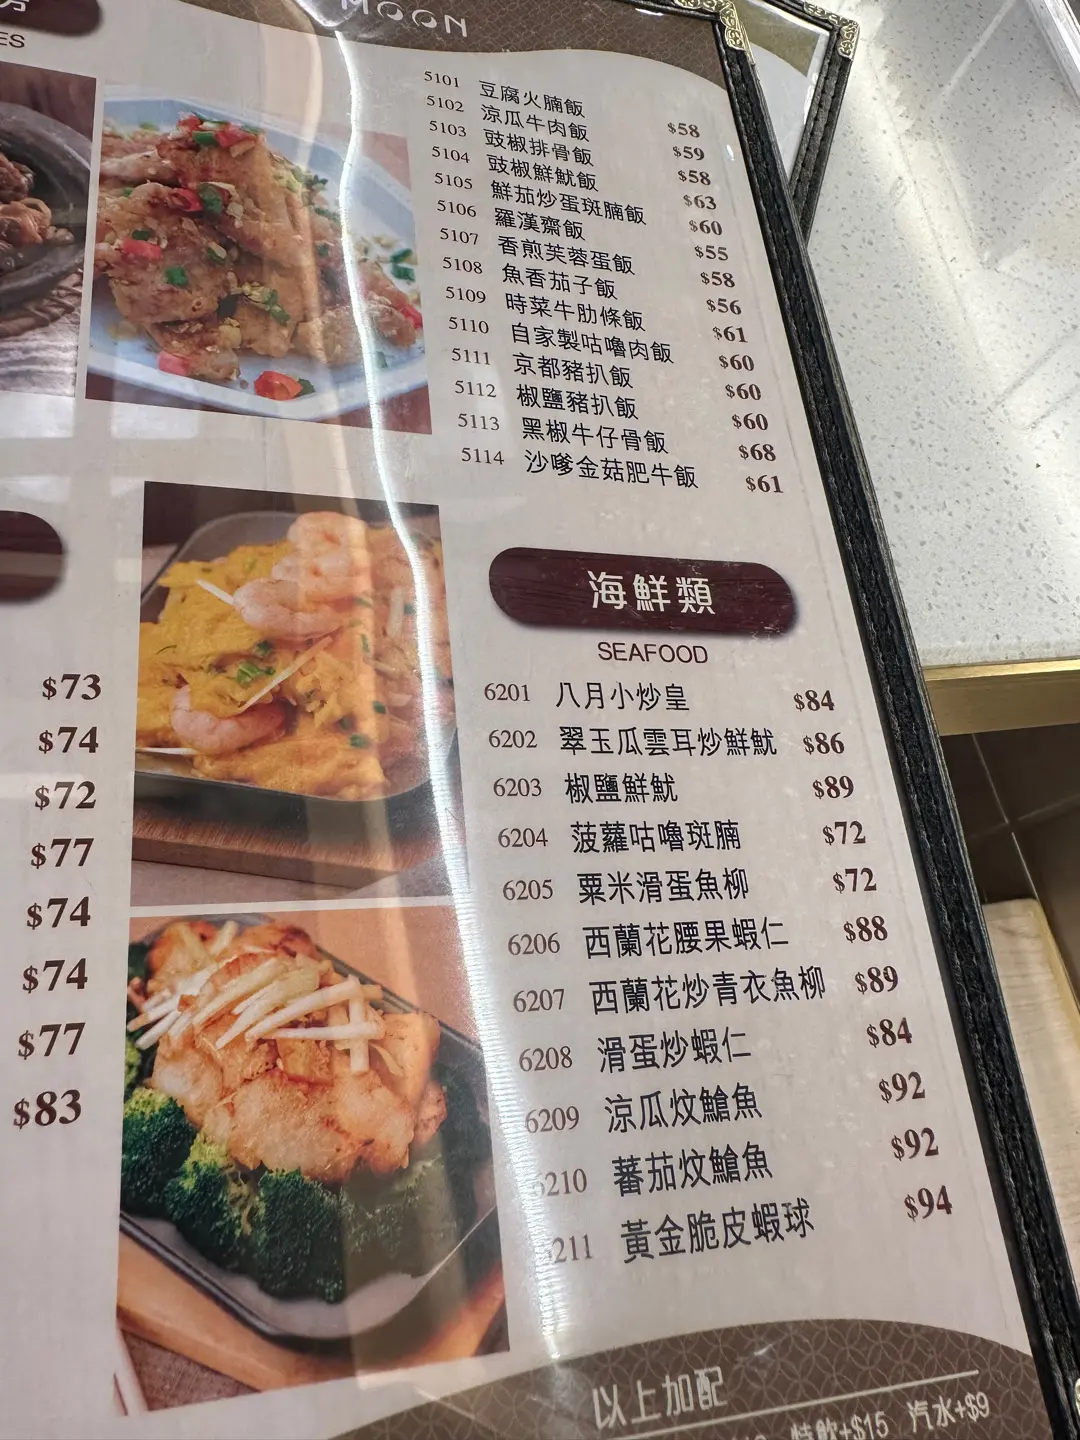 MOON
ES
5101 豆腐火腩飯 $58
5102 涼瓜牛肉飯 $59
5103 豉椒排骨飯 $58
5104 豉椒鮮魷飯 $63
5105 鮮茄炒蛋斑腩飯 $60
5106 羅漢齋飯 $55
5107 香煎芙蓉蛋飯 $58
5108 魚香茄子飯 $56
5109 時菜牛肋條飯 $61
5110 自家製咕嚕肉飯 $60
5111 京都豬扒飯 $60
5112 椒鹽豬扒飯 $60
5113 黑椒牛仔骨飯 $68
5114 沙嗲金菇肥牛飯 $61
海鮮類
SEAFOOD
6201 八月小炒皇 $84
6202 翠玉瓜雲耳炒鮮魷 $86
6203 椒鹽鮮魷 $89
6204 菠蘿咕嚕斑腩 $72
6205 粟米滑蛋魚柳 $72
6206 西蘭花腰果蝦仁 $88
6207 西蘭花炒青衣魚柳 $89
6208 滑蛋炒蝦仁 $84
6209 涼瓜炆鱠魚 $92
6210 蕃茄炆鱠魚 $92
6211 黃金脆皮蝦球 $94
$73
$74
$72
$77
$74
$74
$77
$83
以上加配
特飲+$15 汽水+$9